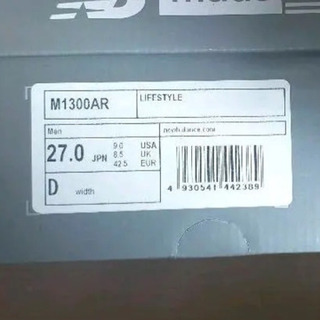 made
M1300AR LIFESTYLE
Men newbalance.com
27.0 JPN 9.0 USA
8.5 UK
42.5 EUR
D width
4 930541 442389